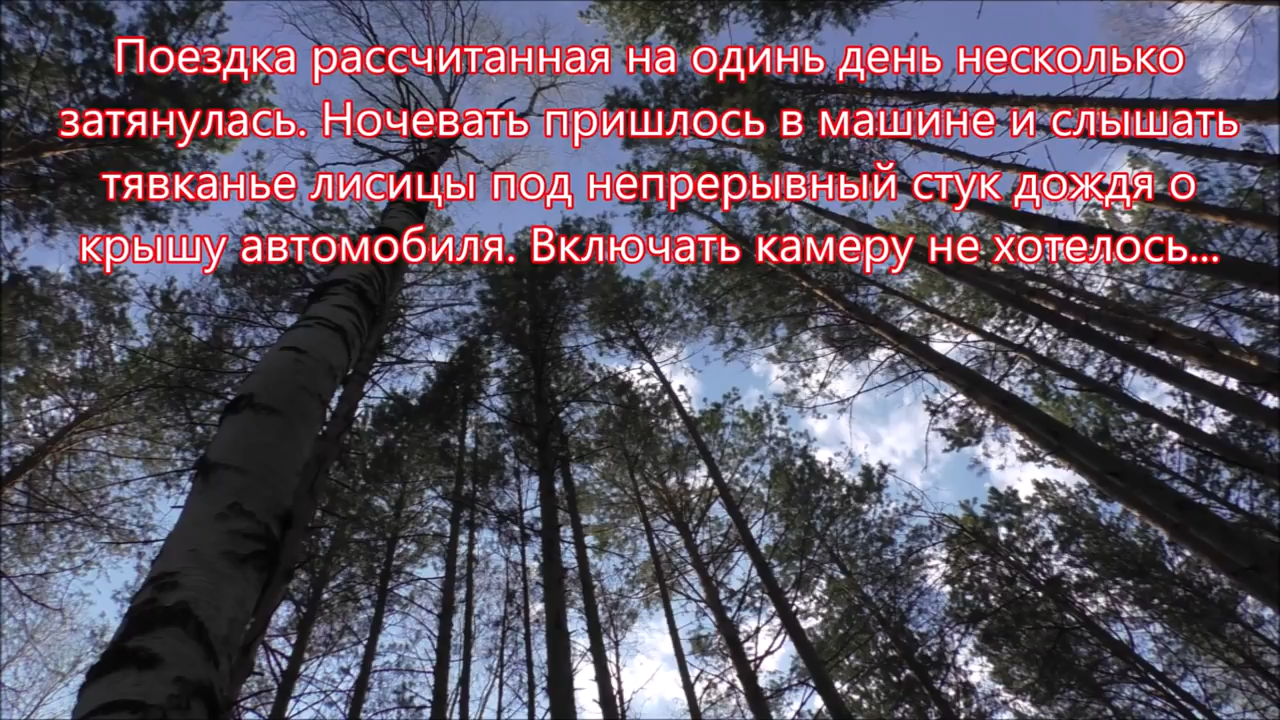 Поездка рассчитанная на одинь день несколько
затянулась. Ночевать пришлось в машине и слышать
тявканье лисицы под непрерывный стук дождя о
крышу автомобиля. Включать камеру не хотелось...